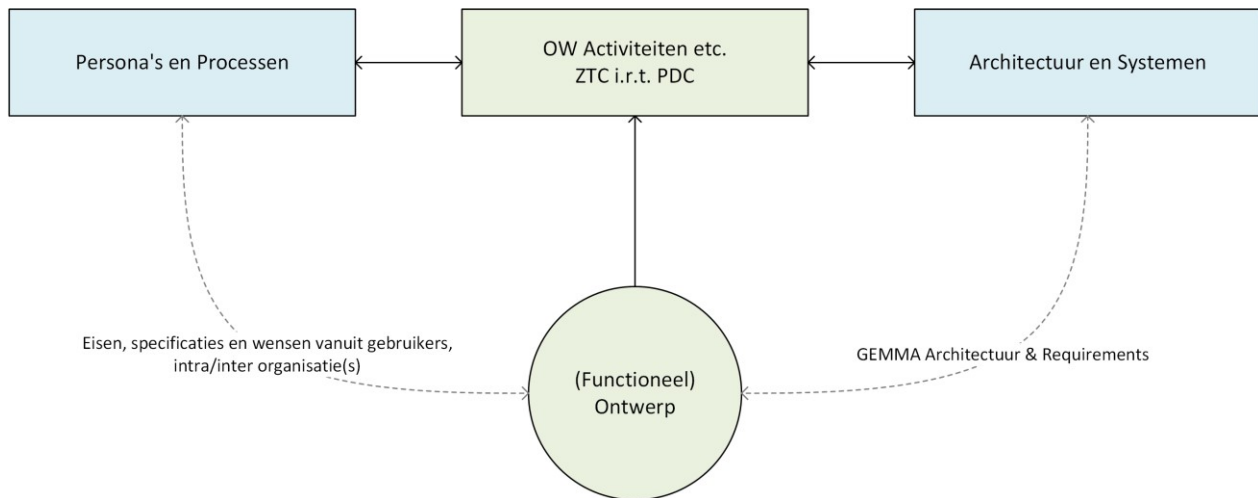 Persona's en Processen
OW Activiteiten etc.
ZTC i.r.t. PDC
Architectuur en Systemen
Eisen, specificaties en wensen vanuit gebruikers,
intra/inter organisatie(s)
GEMMA Architectuur & Requirements
(Functioneel)
Ontwerp